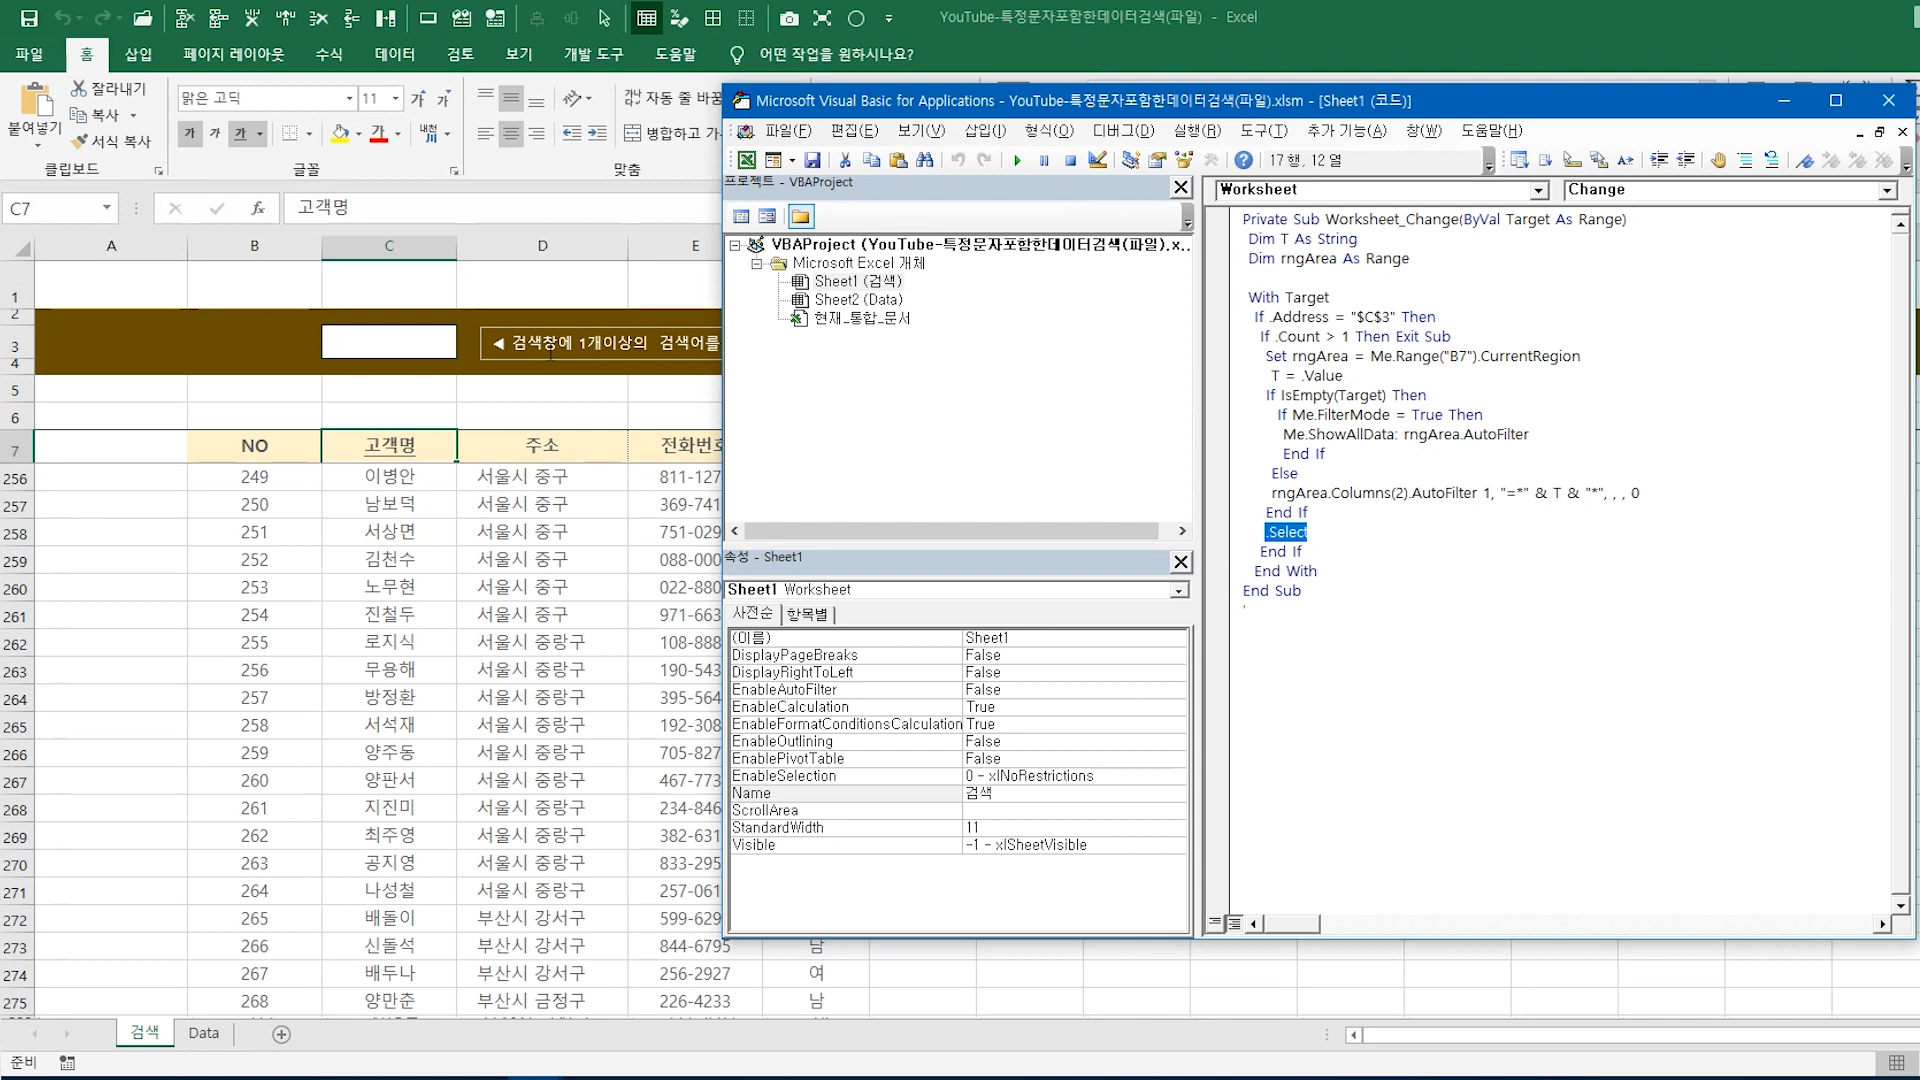 YouTube-특정문자포함한데이터검색(파일) - Excel
파일 홈 삽입 페이지 레이아웃 수식 데이터 검토 보기 개발 도구 도움말 어떤 작업을 원하시나요?
잘라내기
복사
서식 복사
붙여넣기
클립보드
맑은 고딕 11 가 가
가 가 가 가 내천
글꼴
자동 줄 바꿈
병합하고 가
맞춤
C7 fx 고객명
A B C D E
1
2
3 ◀ 검색창에 1개이상의 검색어를
4
5
6
7 NO 고객명 주소 전화번호
256 249 이병안 서울시 중구 811-127
257 250 남보덕 서울시 중구 369-741
258 251 서상면 서울시 중구 751-029
259 252 김천수 서울시 중구 088-000
260 253 노무현 서울시 중구 022-880
261 254 진철두 서울시 중구 971-663
262 255 로지식 서울시 중랑구 108-888
263 256 무용해 서울시 중랑구 190-543
264 257 방정환 서울시 중랑구 395-564
265 258 서석재 서울시 중랑구 192-308
266 259 양주동 서울시 중랑구 705-827
267 260 양판서 서울시 중랑구 467-773
268 261 지진미 서울시 중랑구 234-846
269 262 최주영 서울시 중랑구 382-631
270 263 공지영 서울시 중랑구 833-295
271 264 나성철 서울시 중랑구 257-061
272 265 배돌이 부산시 강서구 599-629
273 266 신돌석 부산시 강서구 844-6795 남
274 267 배두나 부산시 강서구 256-2927 여
275 268 양만춘 부산시 금정구 226-4233 남
검색 Data
준비
Microsoft Visual Basic for Applications - YouTube-특정문자포함한데이터검색(파일).xlsm - [Sheet1 (코드)]
파일(F) 편집(E) 보기(V) 삽입(I) 형식(O) 디버그(D) 실행(R) 도구(T) 추가 기능(A) 창(W) 도움말(H)
17 행, 12 열
프로젝트 - VBAProject
VBAProject (YouTube-특정문자포함한데이터검색(파일).x..
Microsoft Excel 개체
Sheet1 (검색)
Sheet2 (Data)
현재_통합_문서
속성 - Sheet1
Sheet1 Worksheet
사전순 항목별
(이름) Sheet1
DisplayPageBreaks False
DisplayRightToLeft False
EnableAutoFilter False
EnableCalculation True
EnableFormatConditionsCalculation True
EnableOutlining False
EnablePivotTable False
EnableSelection 0 - xlNoRestrictions
Name 검색
ScrollArea
StandardWidth 11
Visible -1 - xlSheetVisible
Worksheet Change
Private Sub Worksheet_Change(ByVal Target As Range)
Dim T As String
Dim rngArea As Range
With Target
If .Address = "$C$3" Then
If .Count > 1 Then Exit Sub
Set rngArea = Me.Range("B7").CurrentRegion
T = .Value
If IsEmpty(Target) Then
If Me.FilterMode = True Then
Me.ShowAllData: rngArea.AutoFilter
End If
Else
rngArea.Columns(2).AutoFilter 1, "=*" & T & "*", , , 0
End If
.Select
End If
End With
End Sub
'